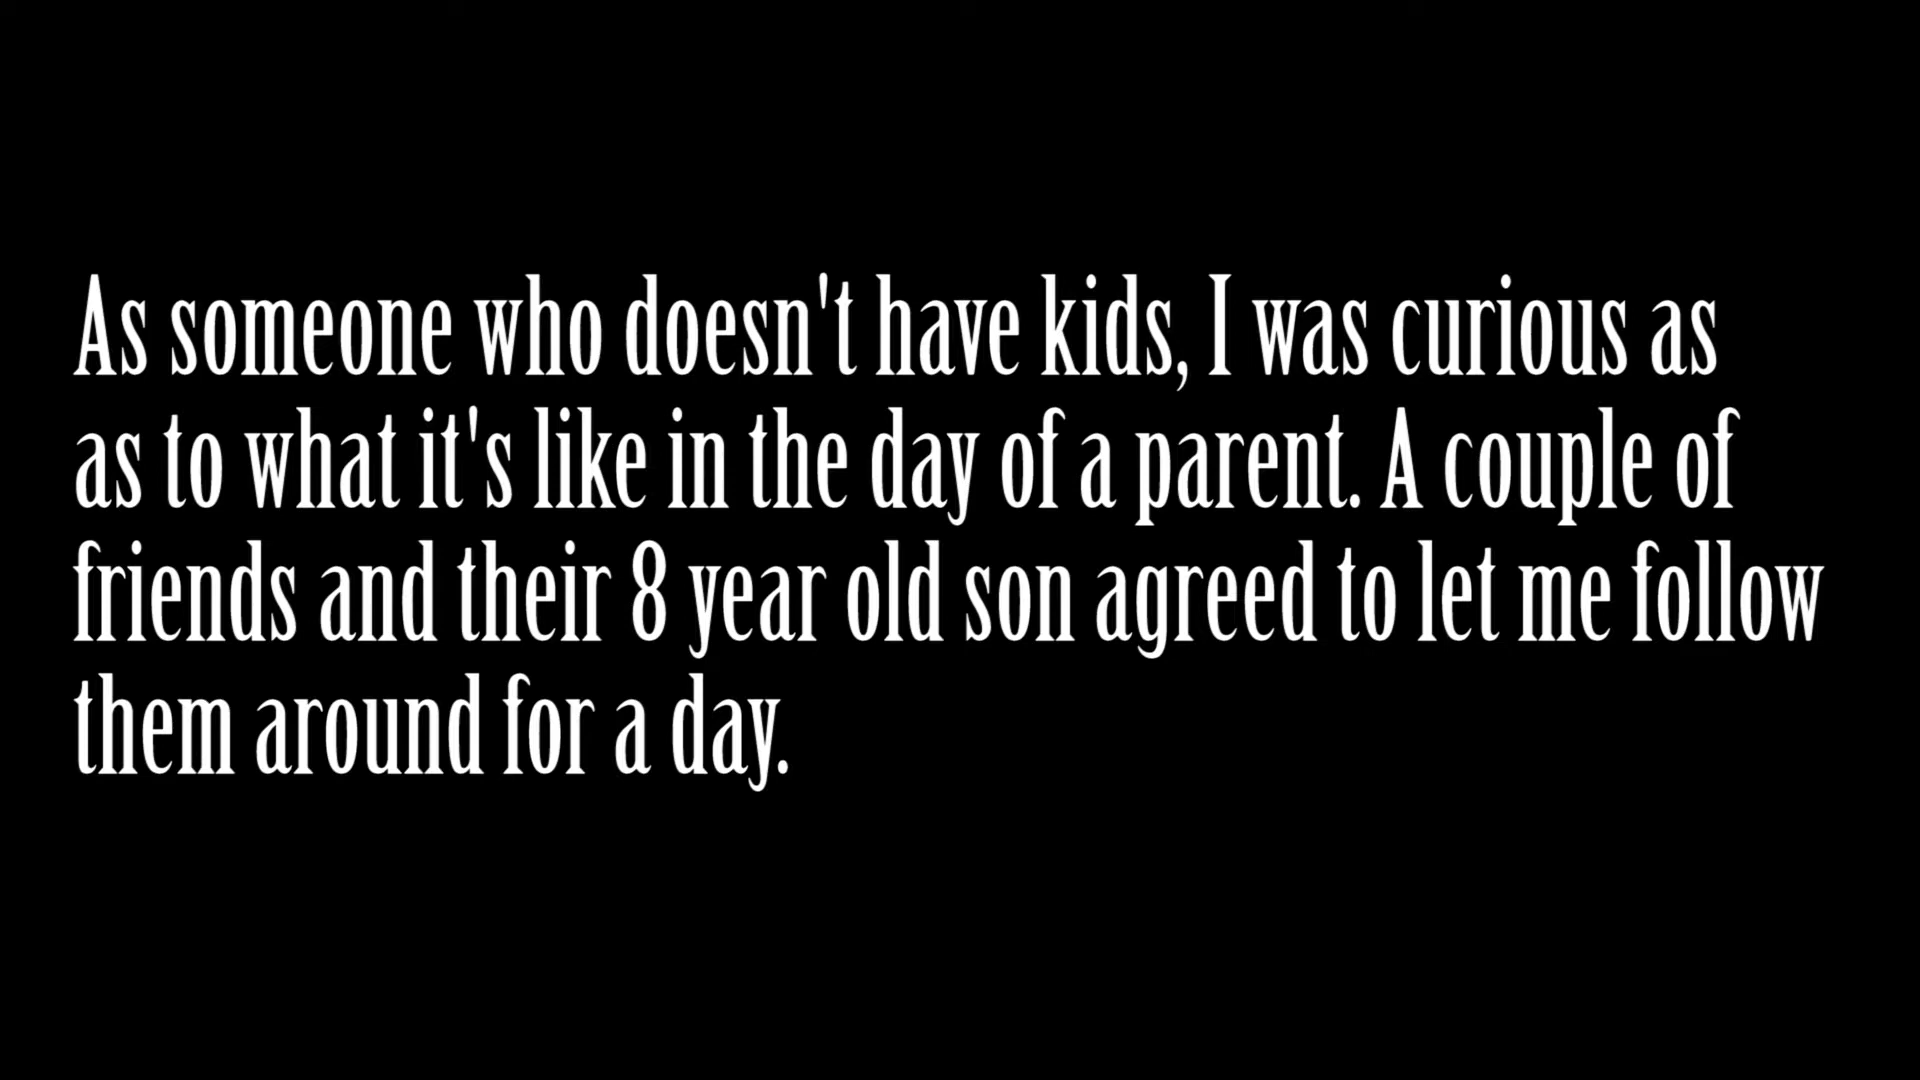 As someone who doesn't have kids, I was curious as
as to what it's like in the day of a parent. A couple of
friends and their 8 year old son agreed to let me follow
them around for a day.